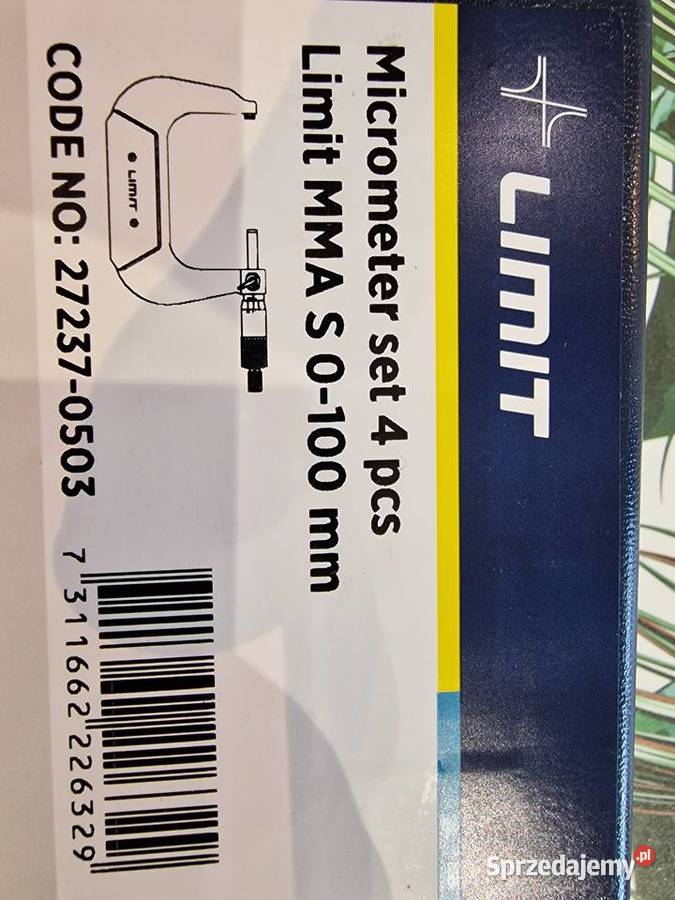 LIMIT
Micrometer set 4 pcs
Limit MMA S 0-100 mm
LIMIT
CODE NO: 27237-0503
7 311662 226329
Sprzedajemy.pl